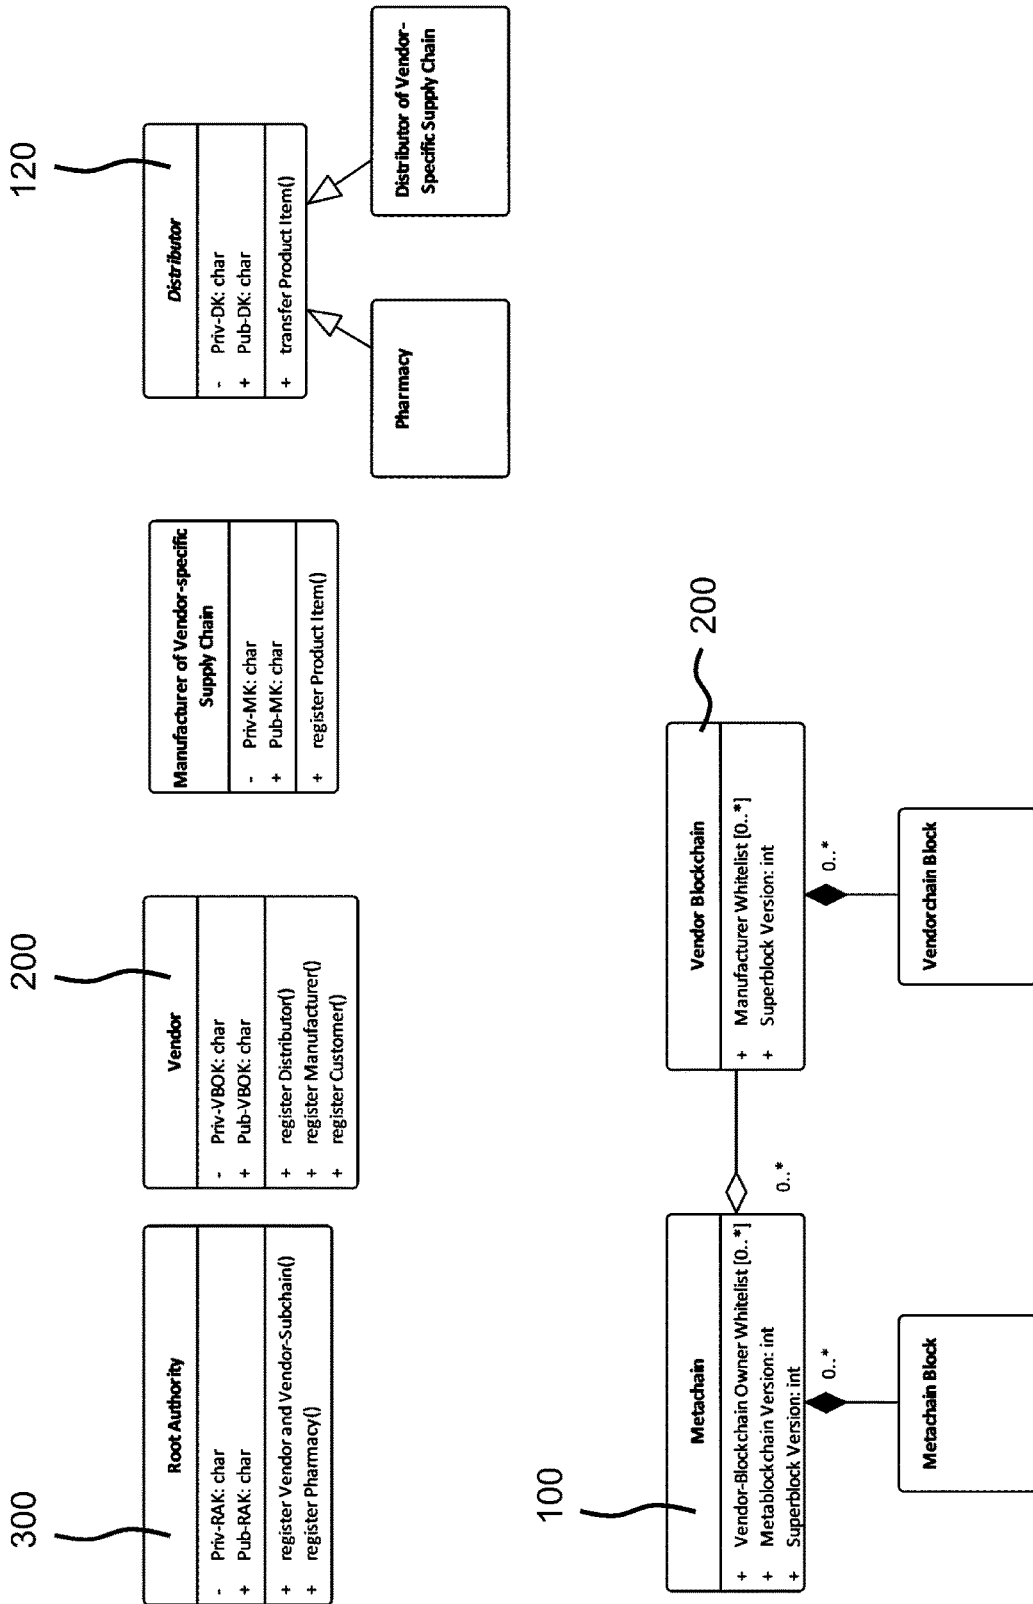 300
Root Authority
- Priv-RAK: char
+ Pub-RAK: char
+ register Vendor and Vendor-Subchain()
+ register Pharmacy()
200
Vendor
- Priv-VBOK: char
+ Pub-VBOK: char
+ register Distributor()
+ register Manufacturer()
+ register Customer()
Manufacturer of Vendor-specific
Supply Chain
- Priv-MK: char
+ Pub-MK: char
+ register Product Item()
120
Distributor
- Priv-DK: char
+ Pub-DK: char
+ transfer Product Item()
Pharmacy
Distributor of Vendor-
Specific Supply Chain
100
Metachain
+ Vendor-Blockchain Owner Whitelist [0..*]
+ Metablockchain Version: int
+ Superblock Version: int
0..*
Metachain Block
0..*
200
Vendor Blockchain
+ Manufacturer Whitelist [0..*]
+ Superblock Version: int
0..*
Vendorchain Block